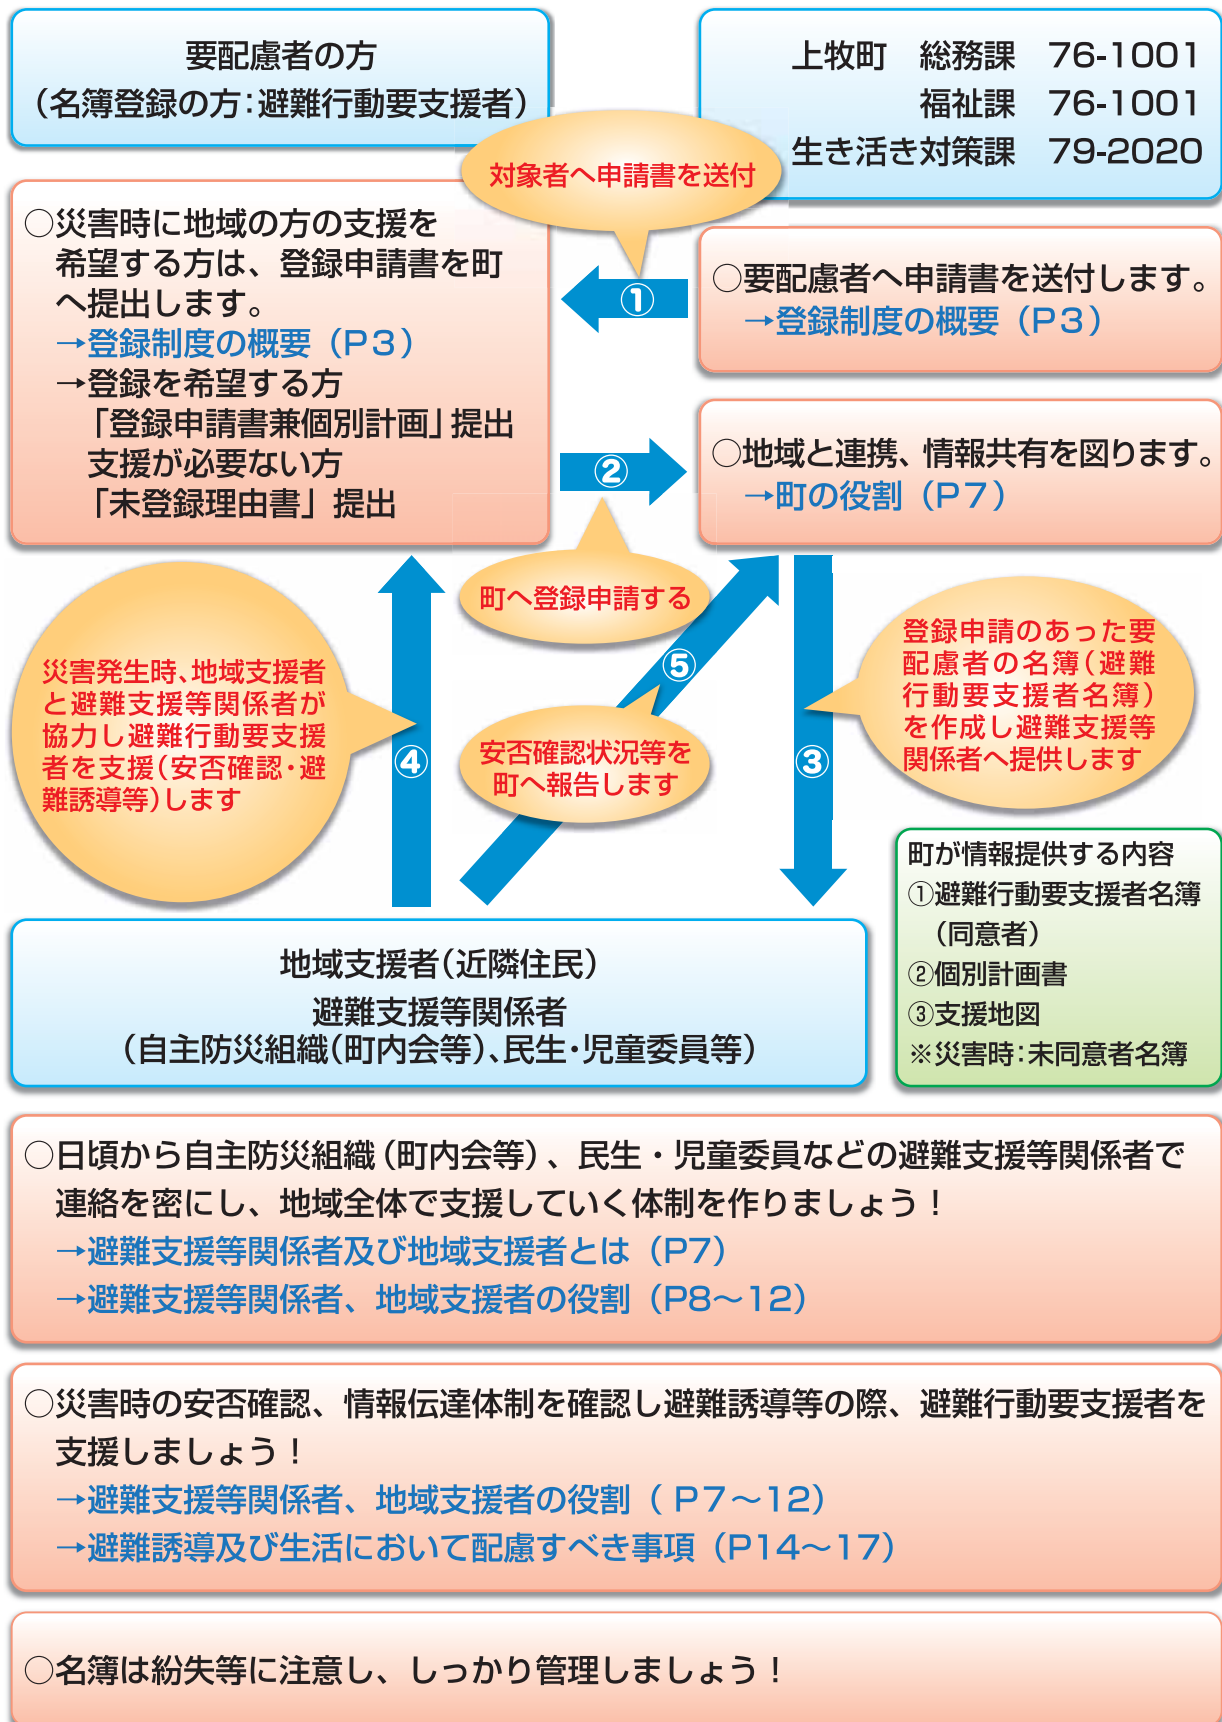 要配慮者の方
（名簿登録の方：避難行動要支援者）
上牧町　総務課　76-1001
福祉課　76-1001
生き活き対策課　79-2020
対象者へ申請書を送付
○災害時に地域の方の支援を
希望する方は、登録申請書を町
へ提出します。
→登録制度の概要（P３）
→登録を希望する方
「登録申請書兼個別計画」提出
支援が必要ない方
「未登録理由書」提出
①
○要配慮者へ申請書を送付します。
→登録制度の概要（P３）
②
○地域と連携、情報共有を図ります。
→町の役割（P７）
町へ登録申請する
災害発生時、地域支援者
と避難支援等関係者が
協力し避難行動要支援
者を支援（安否確認・避
難誘導等）します
④
⑤
安否確認状況等を
町へ報告します
③
登録申請のあった要
配慮者の名簿（避難
行動要支援者名簿）
を作成し避難支援等
関係者へ提供します
町が情報提供する内容
①避難行動要支援者名簿
（同意者）
②個別計画書
③支援地図
※災害時：未同意者名簿
地域支援者（近隣住民）
避難支援等関係者
（自主防災組織（町内会等）、民生・児童委員等）
○日頃から自主防災組織（町内会等）、民生・児童委員などの避難支援等関係者で
連絡を密にし、地域全体で支援していく体制を作りましょう！
→避難支援等関係者及び地域支援者とは（P7）
→避難支援等関係者、地域支援者の役割（P8～12）
○災害時の安否確認、情報伝達体制を確認し避難誘導等の際、避難行動要支援者を
支援しましょう！
→避難支援等関係者、地域支援者の役割（P７～12）
→避難誘導及び生活において配慮すべき事項（P14～17）
○名簿は紛失等に注意し、しっかり管理しましょう！